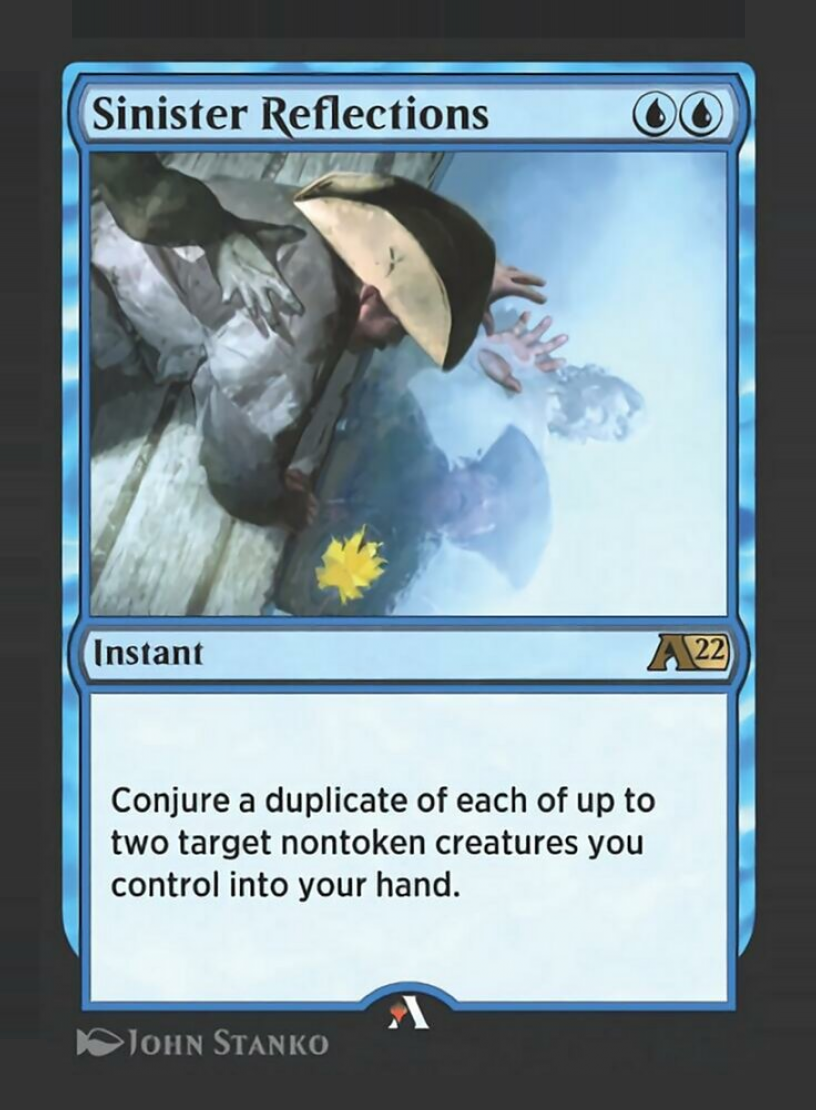 Sinister Reflections
Instant
A22
Conjure a duplicate of each of up to
two target nontoken creatures you
control into your hand.
John Stanko